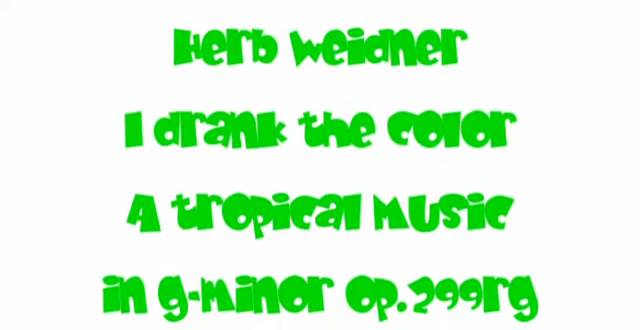 Herb Weidner
I drank the color
A tropical Music
in g-minor op.299rg